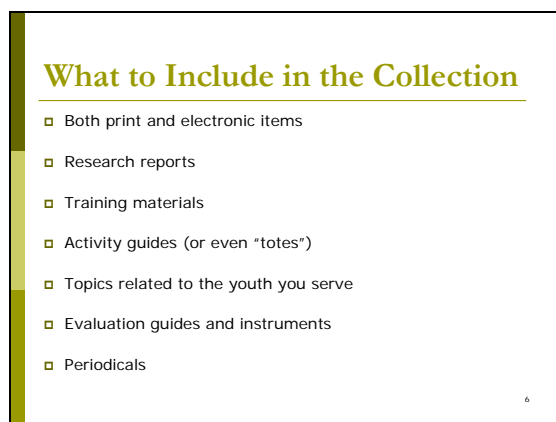 What to Include in the Collection
Both print and electronic items
Research reports
Training materials
Activity guides (or even “totes”)
Topics related to the youth you serve
Evaluation guides and instruments
Periodicals
6